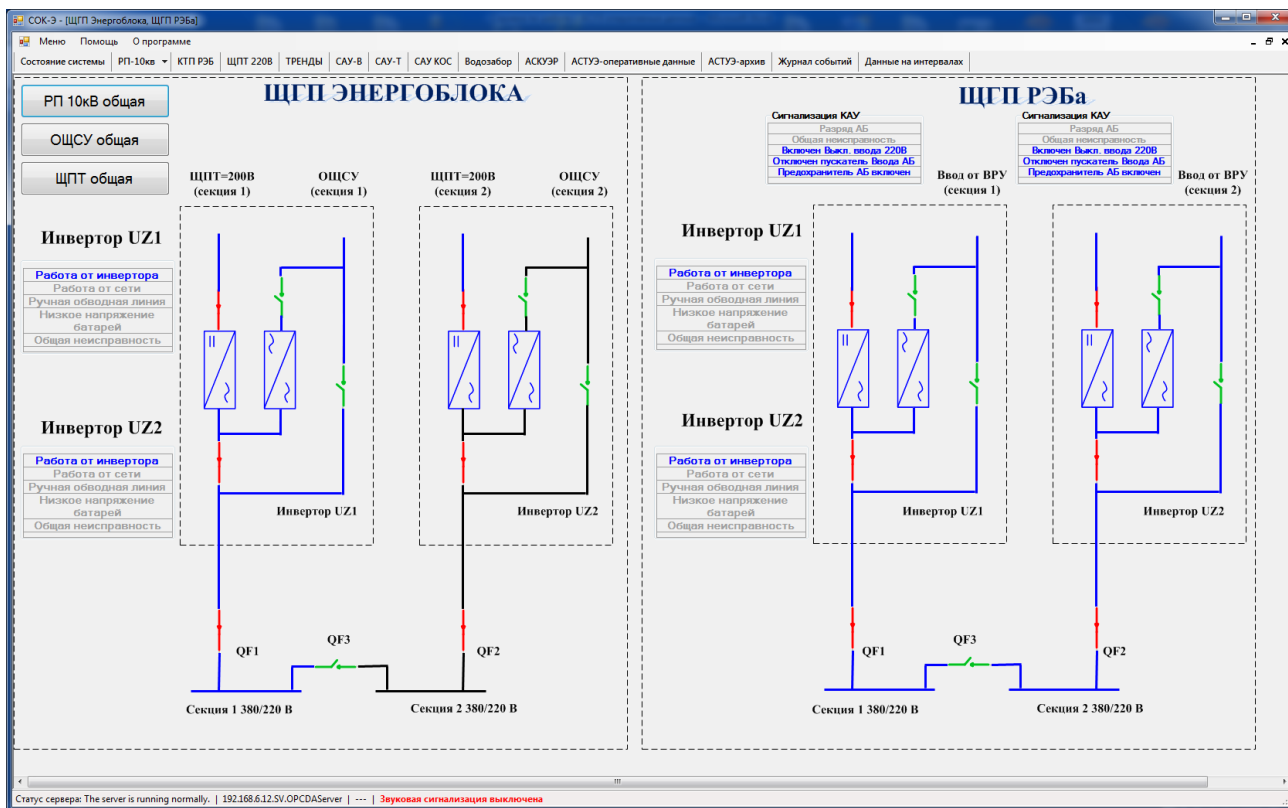 СОК-Э - [ЩГП Энергоблока, ЩГП РЭБа]
Меню Помощь О программе
Состояние системы РП-10кв КТП РЭБ ЩПТ 220В ТРЕНДЫ САУ-В САУ-Т САУ КОС Водозабор АСКУЭР АСТУЭ-оперативные данные АСТУЭ-архив Журнал событий Данные на интервалах
РП 10кВ общая
ОЩСУ общая
ЩПТ общая
ЩГП ЭНЕРГОБЛОКА
ЩПТ=200В
(секция 1)
ОЩСУ
(секция 1)
ЩПТ=200В
(секция 2)
ОЩСУ
(секция 2)
Инвертор UZ1
Работа от инвертора
Работа от сети
Ручная обводная линия
Низкое напряжение
батарей
Общая неисправность
Инвертор UZ2
Работа от инвертора
Работа от сети
Ручная обводная линия
Низкое напряжение
батарей
Общая неисправность
Инвертор UZ1
Инвертор UZ2
QF1
QF3
QF2
Секция 1 380/220 В
Секция 2 380/220 В
ЩГП РЭБа
Сигнализация КАУ
Разряд АБ
Общая неисправность
Включен Выкл. ввода 220В
Отключен пускатель Ввода АБ
Предохранитель АБ включен
Сигнализация КАУ
Разряд АБ
Общая неисправность
Включен Выкл. ввода 220В
Отключен пускатель Ввода АБ
Предохранитель АБ включен
Ввод от ВРУ
(секция 1)
Ввод от ВРУ
(секция 2)
Инвертор UZ1
Работа от инвертора
Работа от сети
Ручная обводная линия
Низкое напряжение
батарей
Общая неисправность
Инвертор UZ2
Работа от инвертора
Работа от сети
Ручная обводная линия
Низкое напряжение
батарей
Общая неисправность
Инвертор UZ1
Инвертор UZ2
QF1
QF3
QF2
Секция 1 380/220 В
Секция 2 380/220 В
Статус сервера: The server is running normally. | 192.168.6.12.SV.OPCDAServer | --- | Звуковая сигнализация выключена